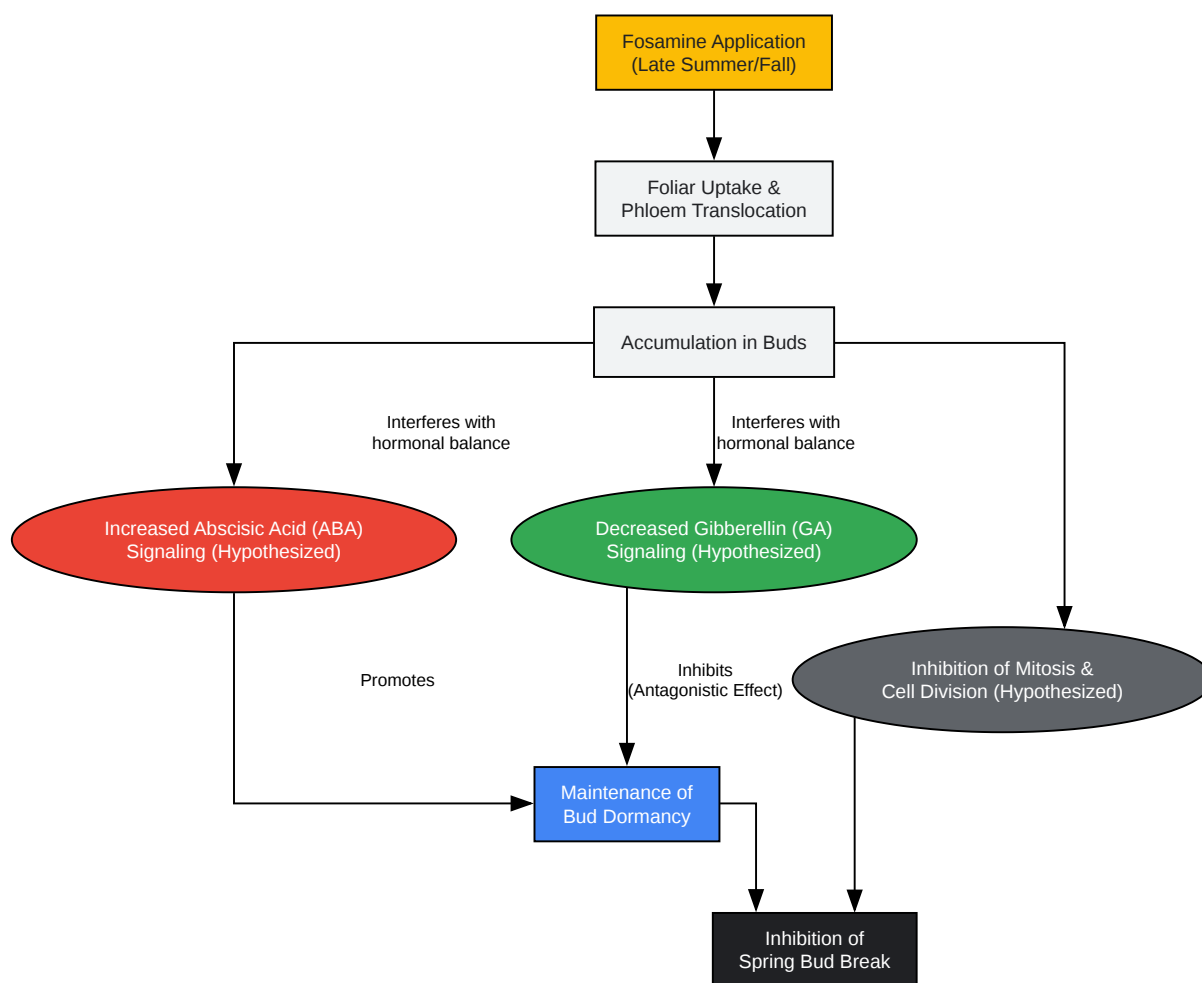 Fosamine Application
(Late Summer/Fall)
Foliar Uptake &
Phloem Translocation
Accumulation in Buds
Interferes with
hormonal balance
Interferes with
hormonal balance
Increased Abscisic Acid (ABA)
Signaling (Hypothesized)
Decreased Gibberellin (GA)
Signaling (Hypothesized)
Inhibition of Mitosis &
Cell Division (Hypothesized)
Promotes
Inhibits
(Antagonistic Effect)
Maintenance of
Bud Dormancy
Inhibition of
Spring Bud Break